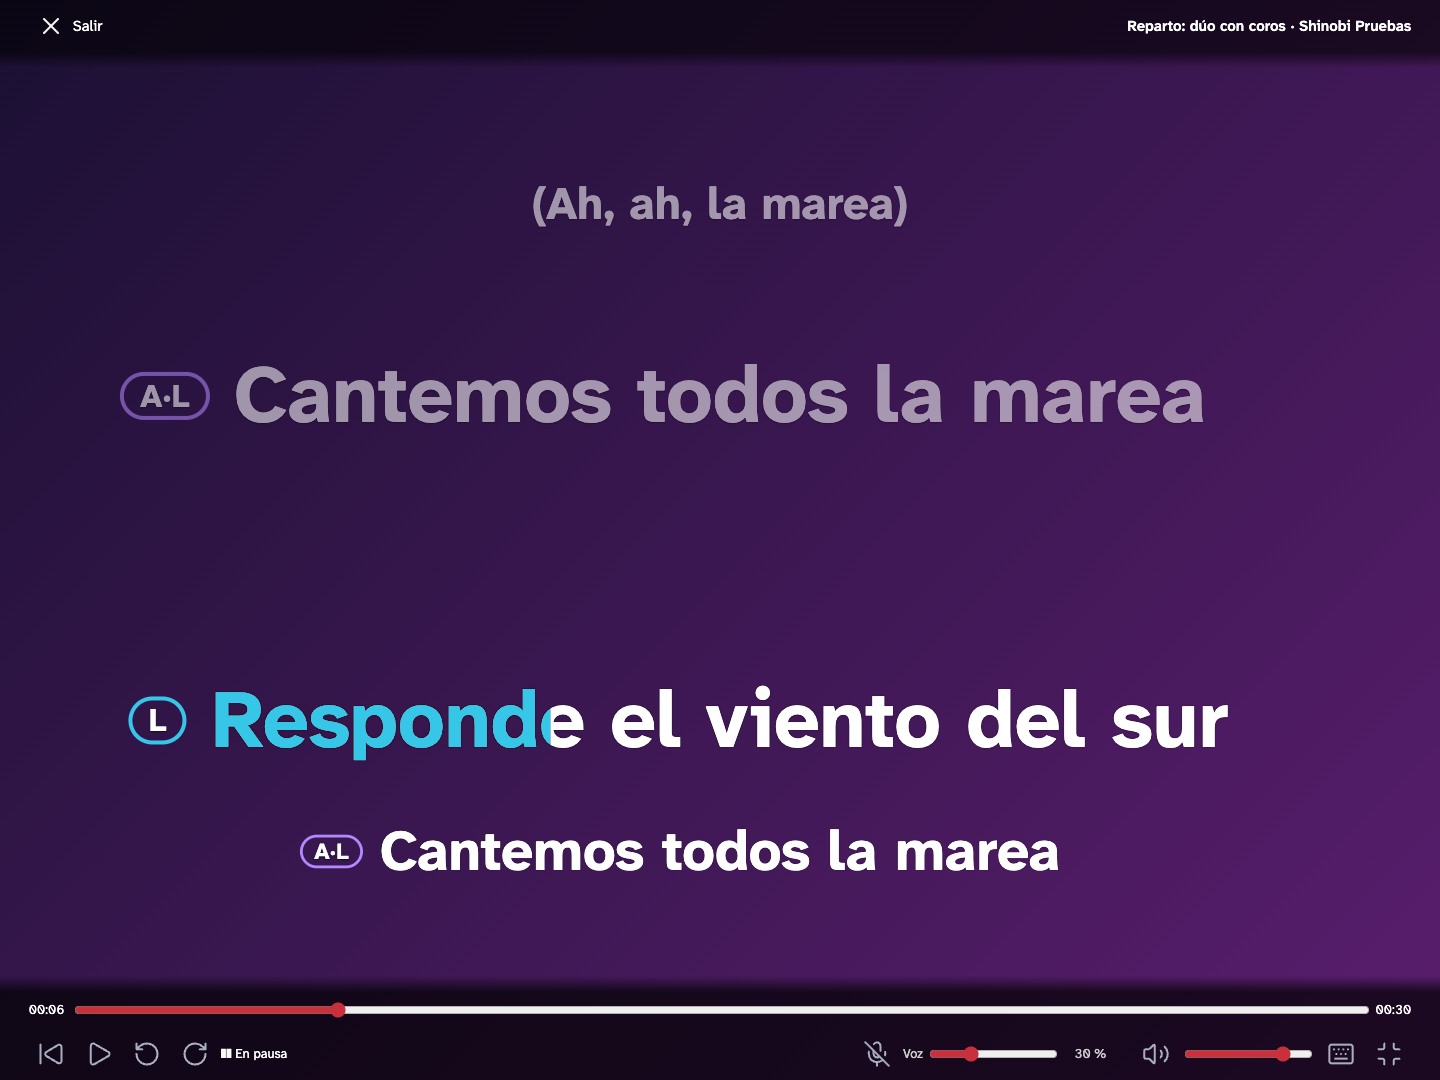 Salir
Reparto: dúo con coros · Shinobi Pruebas
(Ah, ah, la marea)
A•L Cantemos todos la marea
L Responde el viento del sur
A•L Cantemos todos la marea
00:06
00:30
En pausa
Voz
30 %